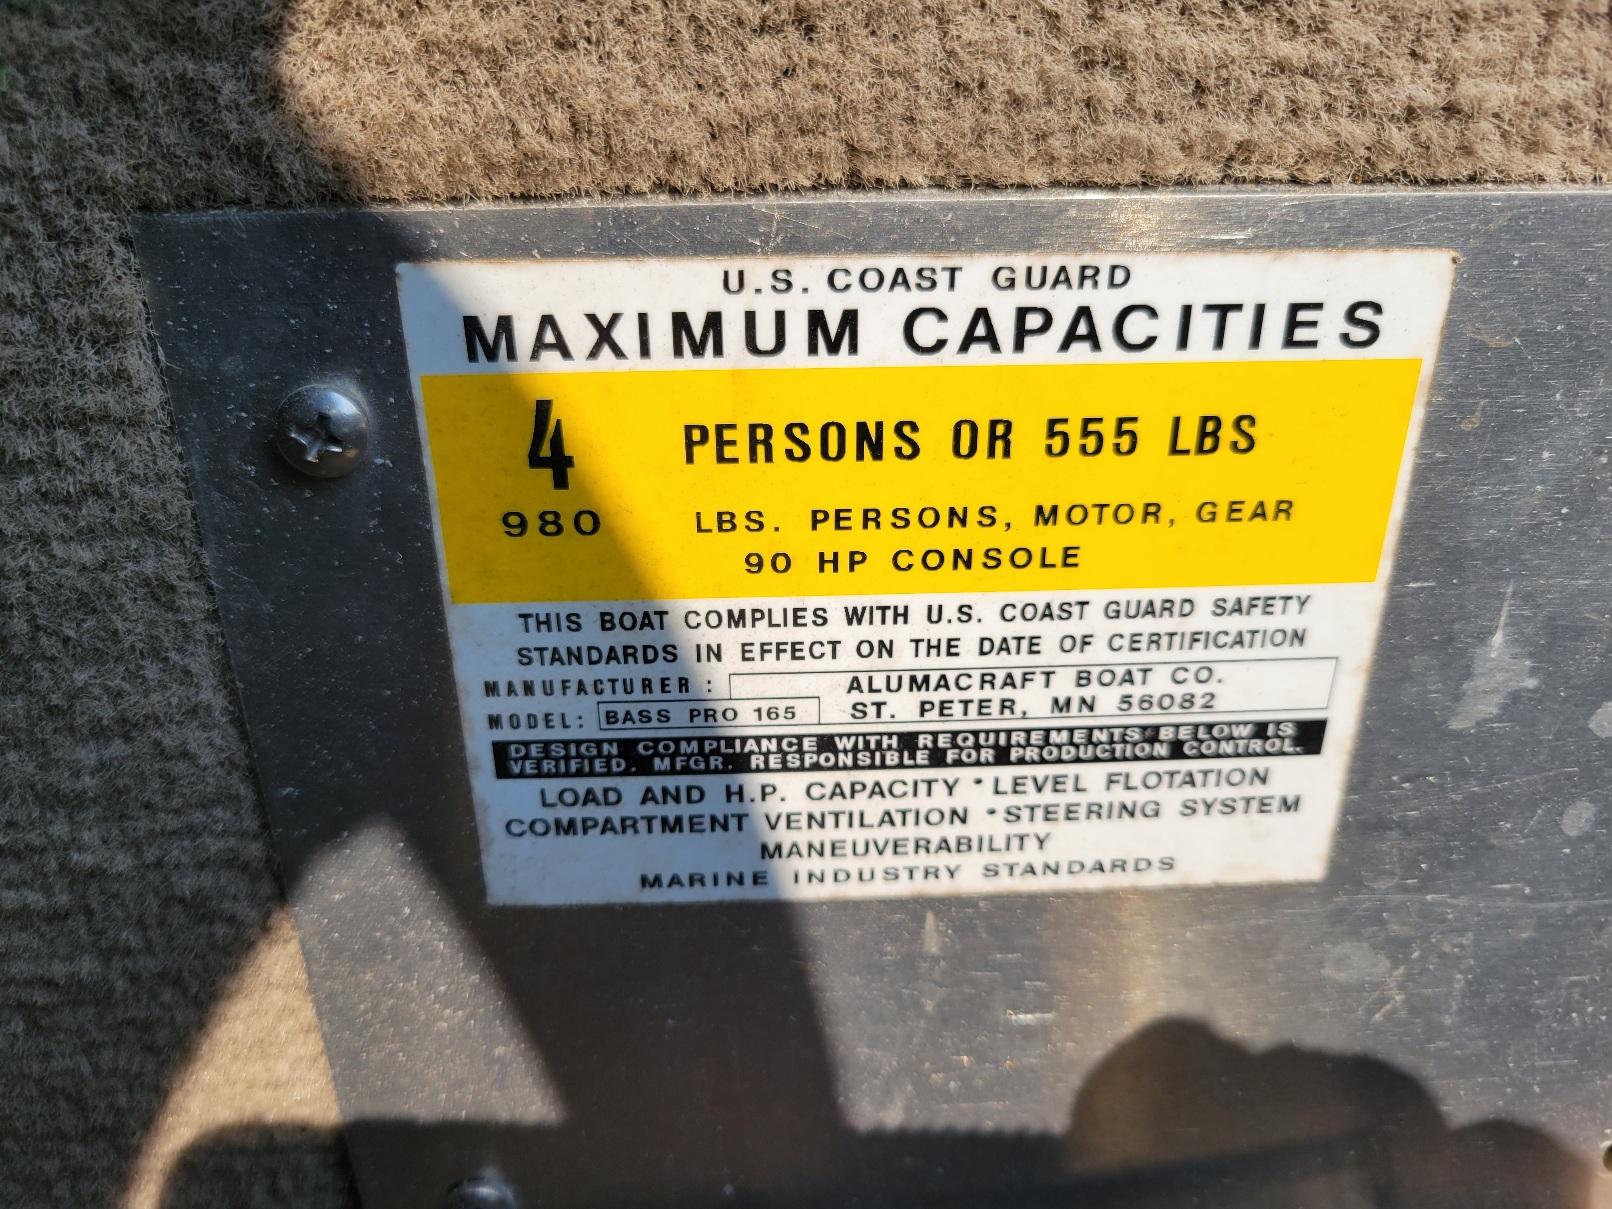 U.S. COAST GUARD
MAXIMUM CAPACITIES
4 PERSONS OR 555 LBS
980 LBS. PERSONS, MOTOR, GEAR
90 HP CONSOLE
THIS BOAT COMPLIES WITH U.S. COAST GUARD SAFETY
STANDARDS IN EFFECT ON THE DATE OF CERTIFICATION
MANUFACTURER: ALUMACRAFT BOAT CO.
MODEL: BASS PRO 165 ST. PETER, MN 56082
DESIGN COMPLIANCE WITH REQUIREMENTS BELOW IS
VERIFIED. MFGR. RESPONSIBLE FOR PRODUCTION CONTROL.
LOAD AND H.P. CAPACITY • LEVEL FLOTATION
COMPARTMENT VENTILATION • STEERING SYSTEM
MANEUVERABILITY
MARINE INDUSTRY STANDARDS